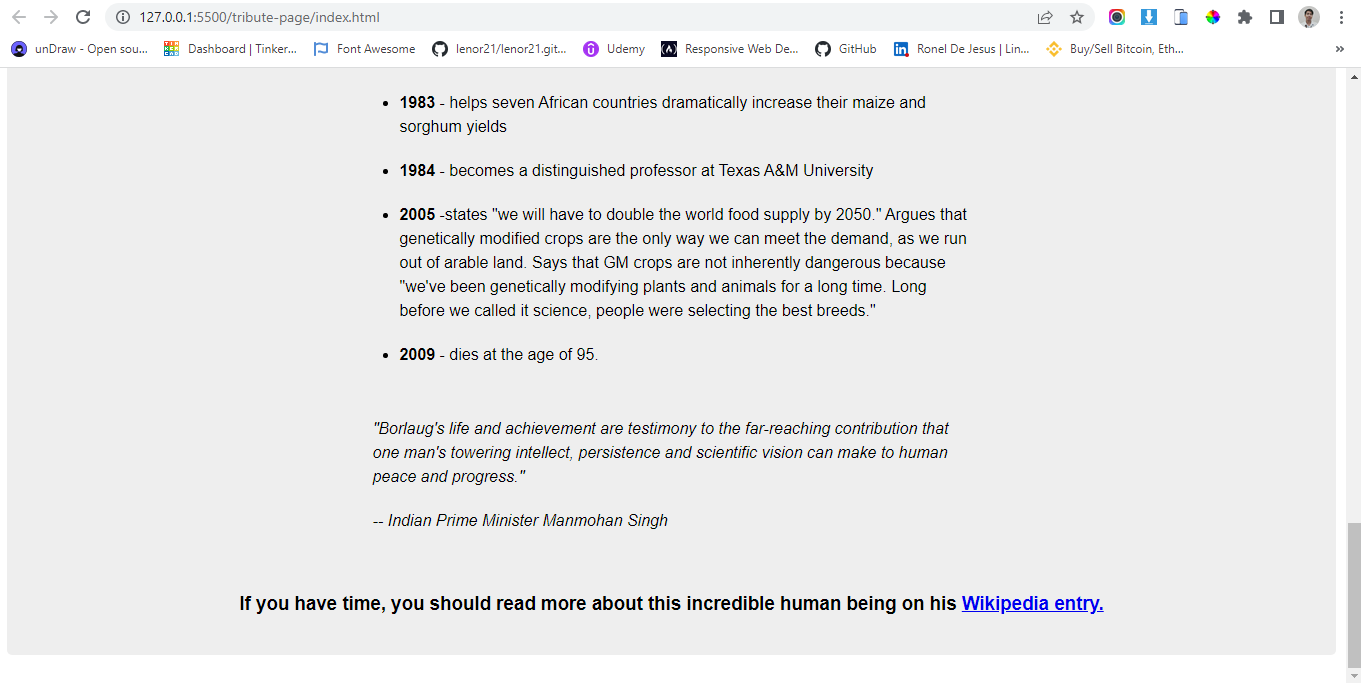 127.0.0.1:5500/tribute-page/index.html
unDraw - Open sou... Dashboard | Tinker... Font Awesome lenor21/lenor21.git... Udemy Responsive Web De... GitHub Ronel De Jesus | Lin... Buy/Sell Bitcoin, Eth... »
• 1983 - helps seven African countries dramatically increase their maize and
sorghum yields
• 1984 - becomes a distinguished professor at Texas A&M University
• 2005 -states "we will have to double the world food supply by 2050." Argues that
genetically modified crops are the only way we can meet the demand, as we run
out of arable land. Says that GM crops are not inherently dangerous because
"we've been genetically modifying plants and animals for a long time. Long
before we called it science, people were selecting the best breeds."
• 2009 - dies at the age of 95.
"Borlaug's life and achievement are testimony to the far-reaching contribution that
one man's towering intellect, persistence and scientific vision can make to human
peace and progress."
-- Indian Prime Minister Manmohan Singh
If you have time, you should read more about this incredible human being on his Wikipedia entry.